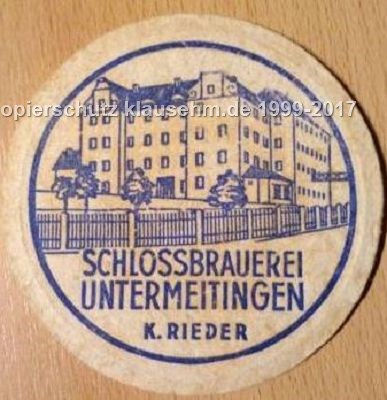 opierschutz klausehm.de 1999-2017
SCHLOSSBRAUEREI
UNTERMEITINGEN
K. RIEDER